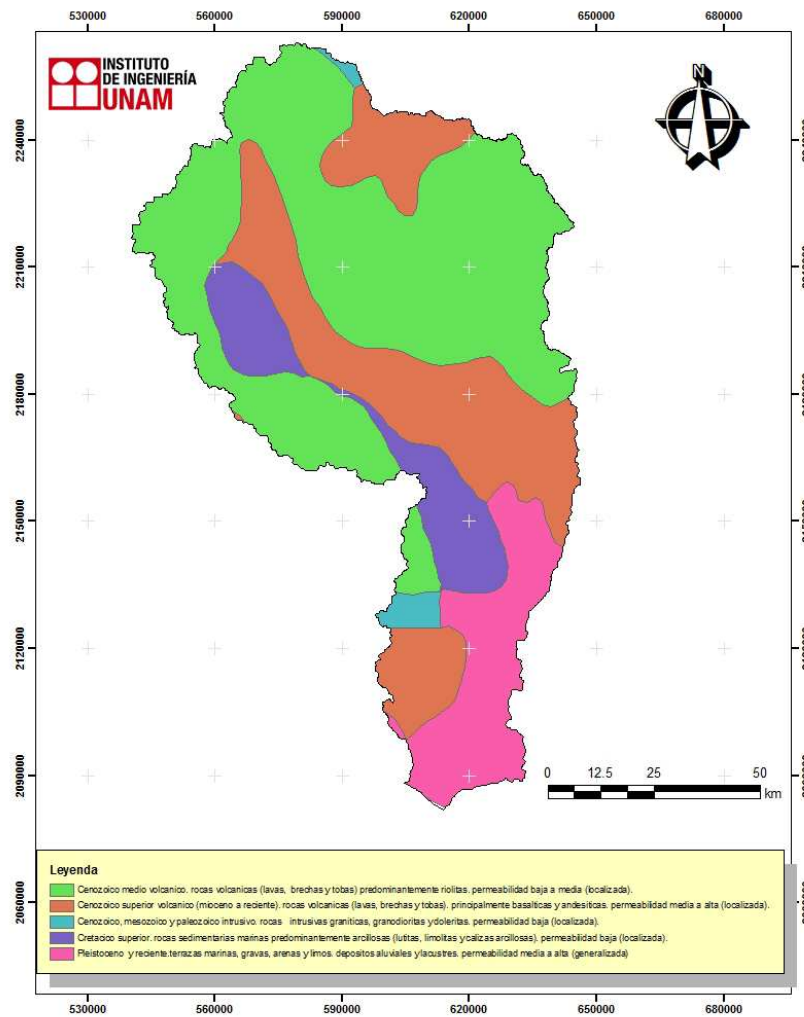 530000 560000 590000 620000 650000 680000
INSTITUTO
DE INGENIERÍA
UNAM
N
2240000
2210000
2180000
2150000
2120000
2090000
2060000
0 12.5 25 50
km
Leyenda
Cenozoico medio volcanico. rocas volcanicas (lavas, brechas y tobas) predominantemente riolitas. permeabilidad baja a media (localizada).
Cenozoico superior volcanico (mioceno a reciente). rocas volcanicas (lavas, brechas y tobas). principalmente basalticas y andesiticas. permeabilidad media a alta (localizada).
Cenozoico, mesozoico y paleozoico intrusivo. rocas intrusivas graniticas, granodioritas ydoleritas. permeabilidad baja (localizada).
Cretacico superior. rocas sedimentarias marinas predominantemente arcillosas (lutitas, limolitas y calizas arcillosas). permeabilidad baja (localizada).
Pleistoceno y reciente.terrazas marinas, gravas, arenas y limos. depositos aluviales y lacustres. permeabilidad media a alta (generalizada)
530000 560000 590000 620000 650000 680000